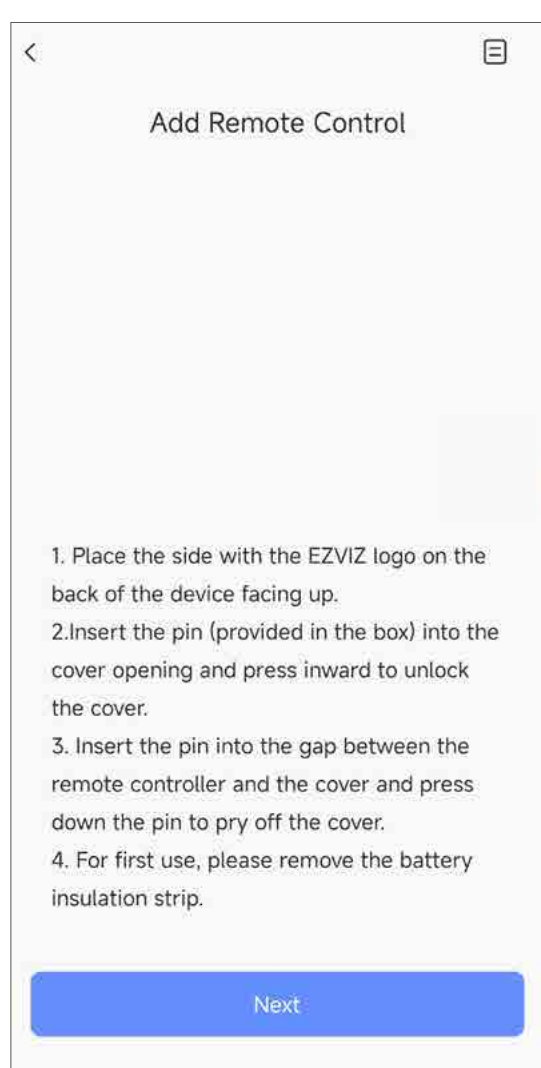 Add Remote Control
1. Place the side with the EZVIZ logo on the
back of the device facing up.
2.Insert the pin (provided in the box) into the
cover opening and press inward to unlock
the cover.
3. Insert the pin into the gap between the
remote controller and the cover and press
down the pin to pry off the cover.
4. For first use, please remove the battery
insulation strip.
Next